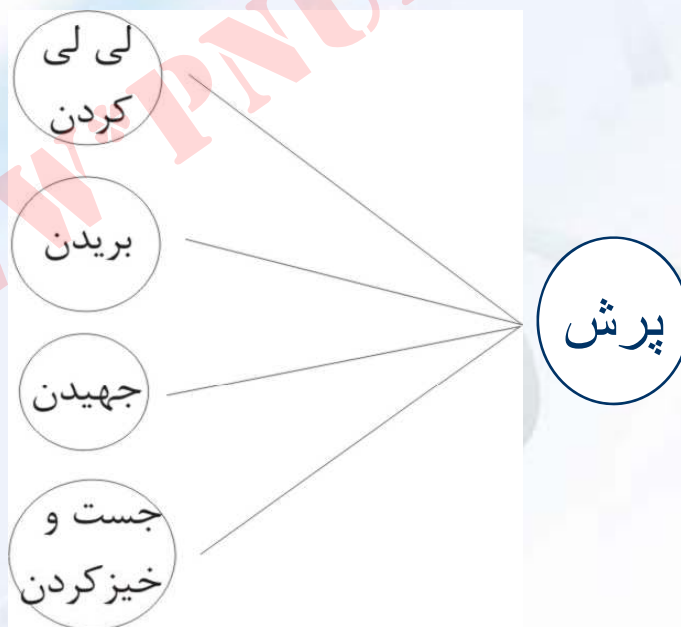 پرش
لی لی
کردن
بریدن
جهیدن
جست و
خیزکردن